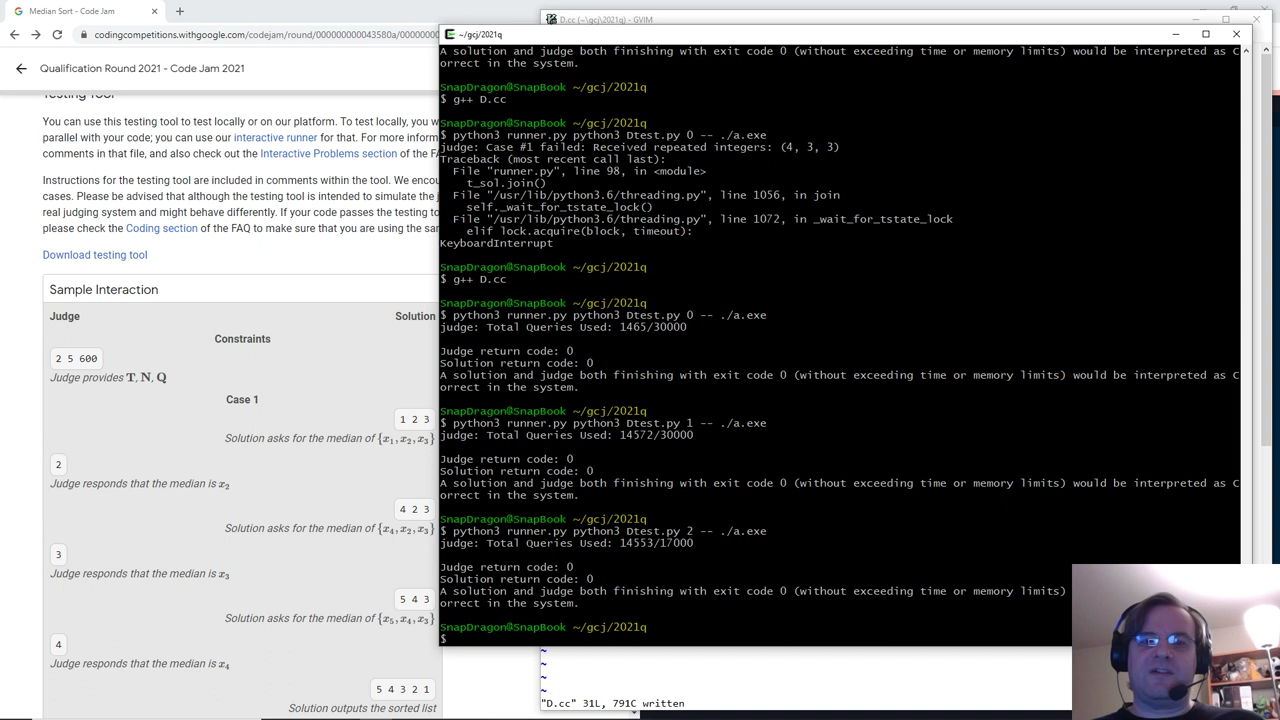 Median Sort - Code Jam
D.cc (~\gcj\2021q) - GVIM
codingcompetitions.withgoogle.com/codejam/round/000000000043580a/00000
Qualification Round 2021 - Code Jam 2021
Testing Tool
You can use this testing tool to test locally or on our platform. To test locally, you w
parallel with your code; you can use our interactive runner for that. For more inform
comments in that file, and also check out the Interactive Problems section of the FA
Instructions for the testing tool are included in comments within the tool. We encou
cases. Please be advised that although the testing tool is intended to simulate the j
real judging system and might behave differently. If your code passes the testing to
please check the Coding section of the FAQ to make sure that you are using the sam
Download testing tool
Sample Interaction
Judge Solution
Constraints
2 5 600
Judge provides T, N, Q
Case 1
1 2 3
Solution asks for the median of {x1, x2, x3}
2
Judge responds that the median is x2
4 2 3
Solution asks for the median of {x4, x2, x3}
3
Judge responds that the median is x3
5 4 3
Solution asks for the median of {x5, x4, x3}
4
Judge responds that the median is x4
5 4 3 2 1
Solution outputs the sorted list
~/gcj/2021q
A solution and judge both finishing with exit code 0 (without exceeding time or memory limits) would be interpreted as C
orrect in the system.
SnapDragon@SnapBook ~/gcj/2021q
$ g++ D.cc
SnapDragon@SnapBook ~/gcj/2021q
$ python3 runner.py python3 Dtest.py 0 -- ./a.exe
judge: Case #1 failed: Received repeated integers: (4, 3, 3)
Traceback (most recent call last):
File "runner.py", line 98, in <module>
t_sol.join()
File "/usr/lib/python3.6/threading.py", line 1056, in join
self._wait_for_tstate_lock()
File "/usr/lib/python3.6/threading.py", line 1072, in _wait_for_tstate_lock
elif lock.acquire(block, timeout):
KeyboardInterrupt
SnapDragon@SnapBook ~/gcj/2021q
$ g++ D.cc
SnapDragon@SnapBook ~/gcj/2021q
$ python3 runner.py python3 Dtest.py 0 -- ./a.exe
judge: Total Queries Used: 1465/30000
Judge return code: 0
Solution return code: 0
A solution and judge both finishing with exit code 0 (without exceeding time or memory limits) would be interpreted as C
orrect in the system.
SnapDragon@SnapBook ~/gcj/2021q
$ python3 runner.py python3 Dtest.py 1 -- ./a.exe
judge: Total Queries Used: 14572/30000
Judge return code: 0
Solution return code: 0
A solution and judge both finishing with exit code 0 (without exceeding time or memory limits) would be interpreted as C
orrect in the system.
SnapDragon@SnapBook ~/gcj/2021q
$ python3 runner.py python3 Dtest.py 2 -- ./a.exe
judge: Total Queries Used: 14553/17000
Judge return code: 0
Solution return code: 0
A solution and judge both finishing with exit code 0 (without exceeding time or memory limits)
orrect in the system.
SnapDragon@SnapBook ~/gcj/2021q
$
~
~
~
~
"D.cc" 31L, 791C written